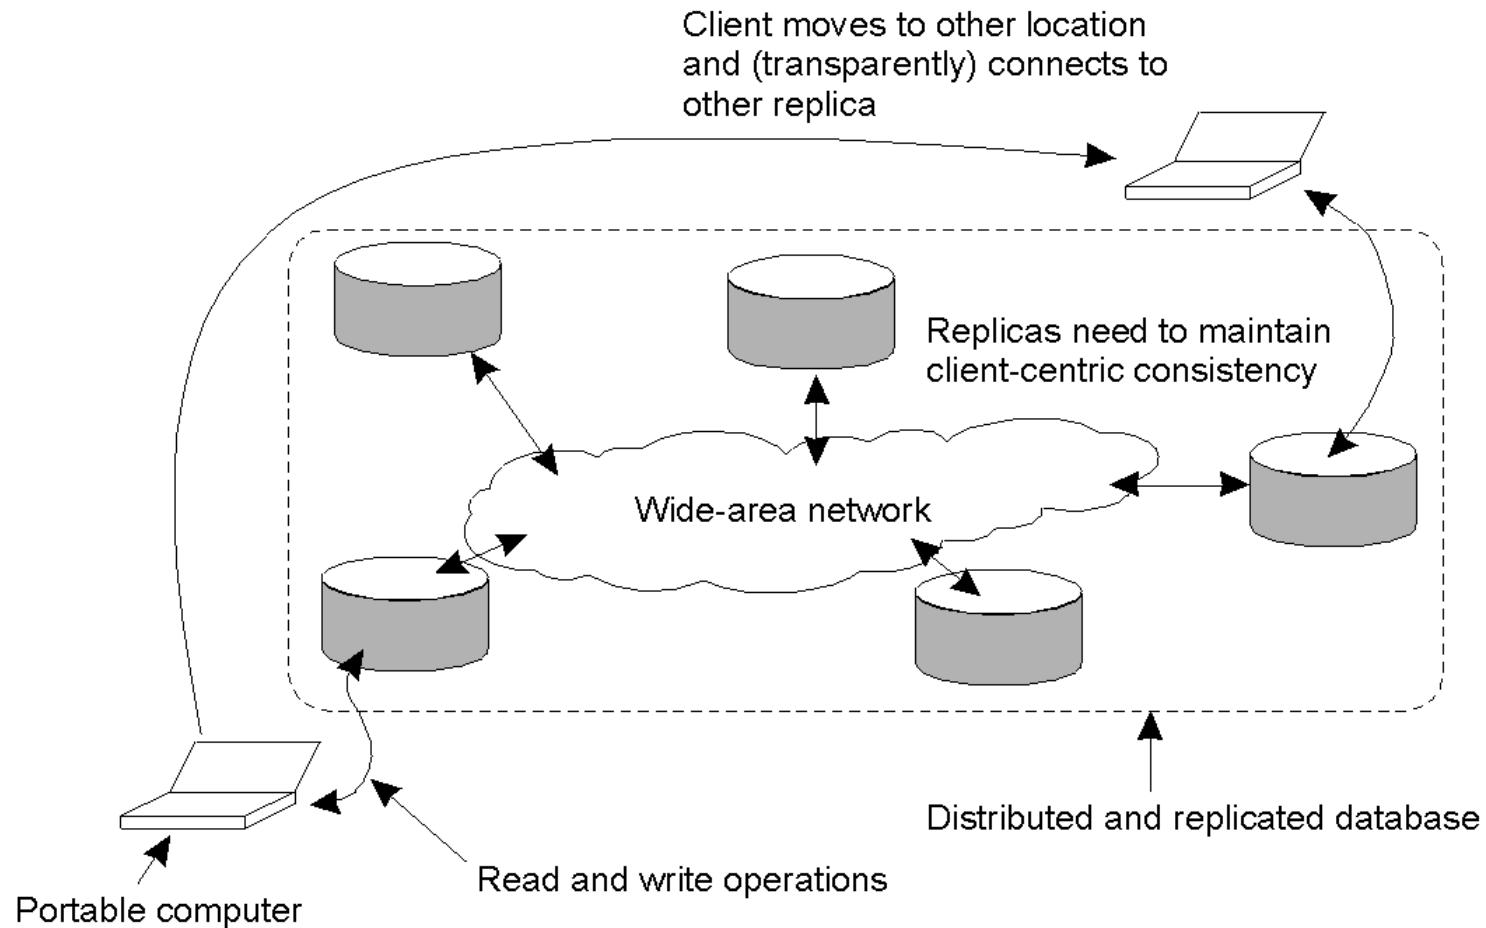 Client moves to other location
and (transparently) connects to
other replica
Replicas need to maintain
client-centric consistency
Wide-area network
Distributed and replicated database
Read and write operations
Portable computer